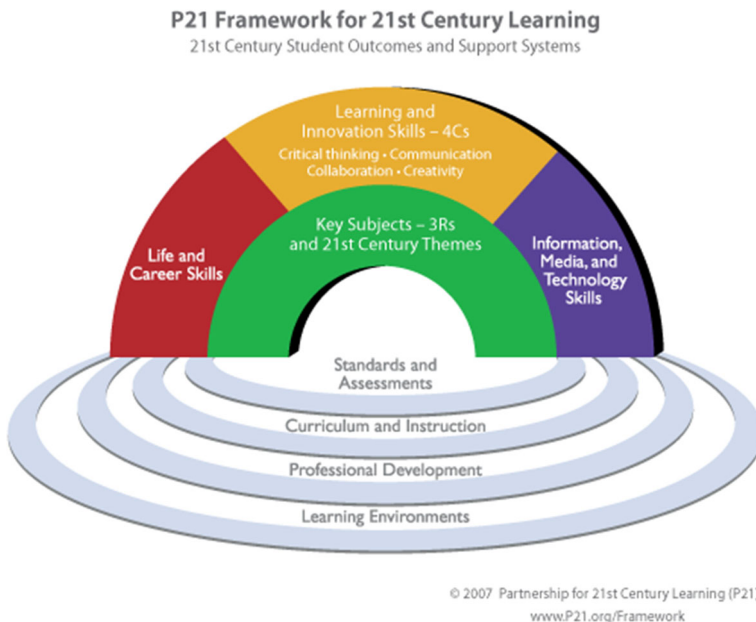 P21 Framework for 21st Century Learning
21st Century Student Outcomes and Support Systems
Learning and
Innovation Skills – 4Cs
Critical thinking • Communication
Collaboration • Creativity
Key Subjects – 3Rs
and 21st Century Themes
Life and
Career Skills
Information,
Media, and
Technology
Skills
Standards and
Assessments
Curriculum and Instruction
Professional Development
Learning Environments
© 2007 Partnership for 21st Century Learning (P21)
www.P21.org/Framework